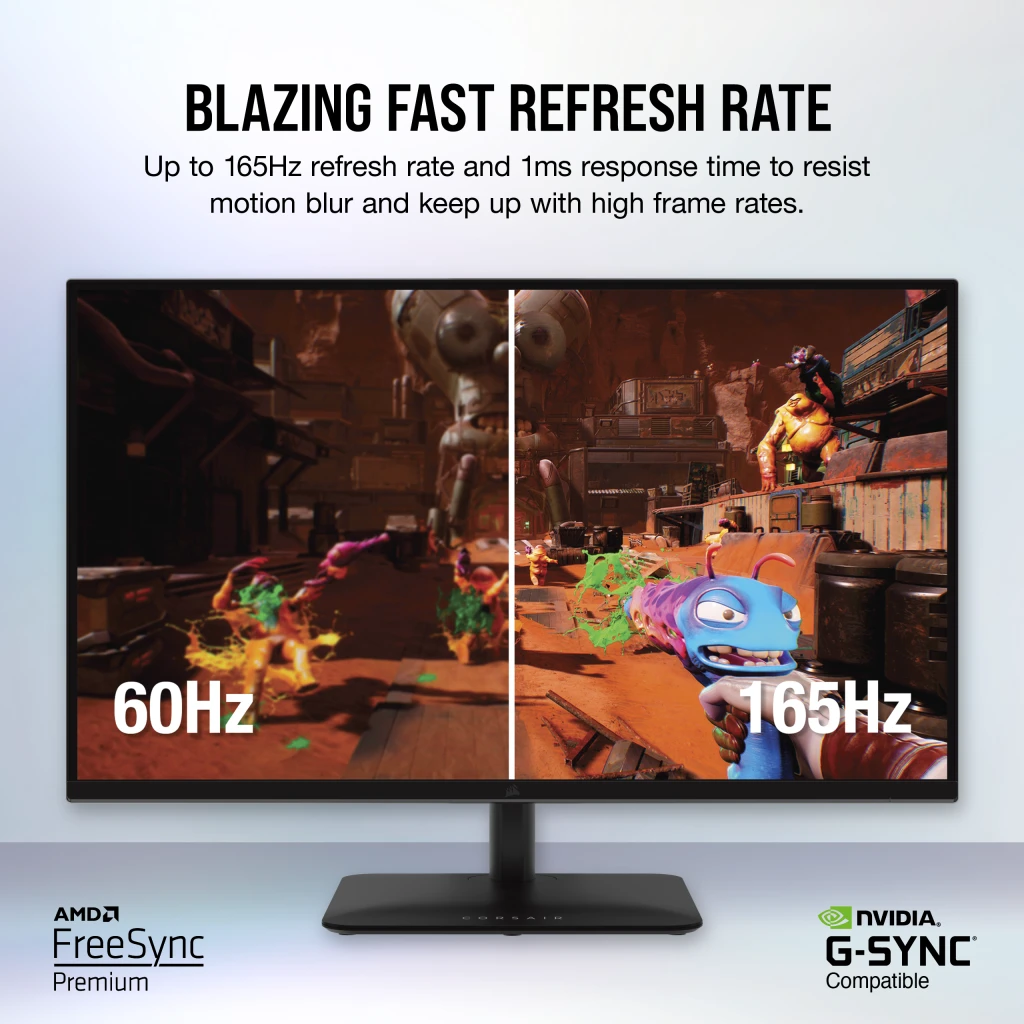 BLAZING FAST REFRESH RATE
Up to 165Hz refresh rate and 1ms response time to resist
motion blur and keep up with high frame rates.
60Hz
165Hz
CORSAIR
AMD
FreeSync
Premium
NVIDIA.
G-SYNC®
Compatible